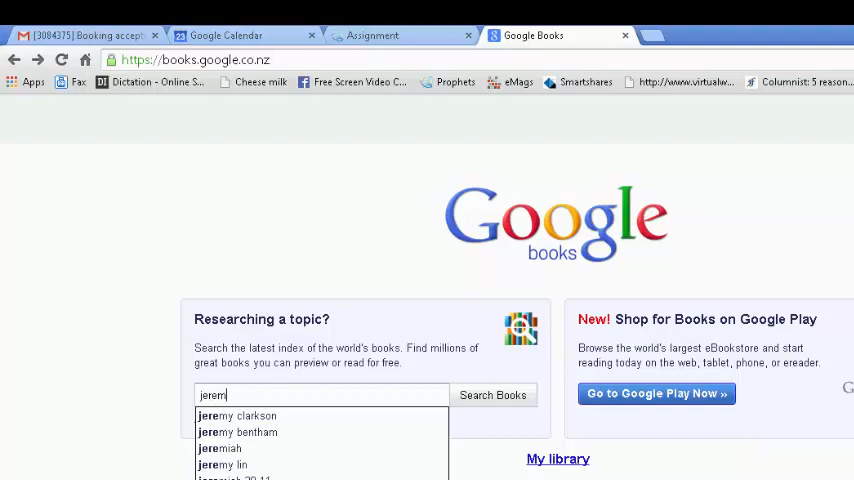 [3084375] Booking accept
Google Calendar
Assignment
Google Books
https://books.google.co.nz
Apps
Fax
Dictation - Online S...
Cheese milk
Free Screen Video C...
Prophets
eMags
Smartshares
http://www.virtualw...
Columnist: 5 reason...
Google
books
Researching a topic?
Search the latest index of the world's books. Find millions of
great books you can preview or read for free.
jerem
Search Books
jeremy clarkson
jeremy bentham
jeremiah
jeremy lin
New! Shop for Books on Google Play
Browse the world's largest eBookstore and start
reading today on the web, tablet, phone, or ereader.
Go to Google Play Now »
My library